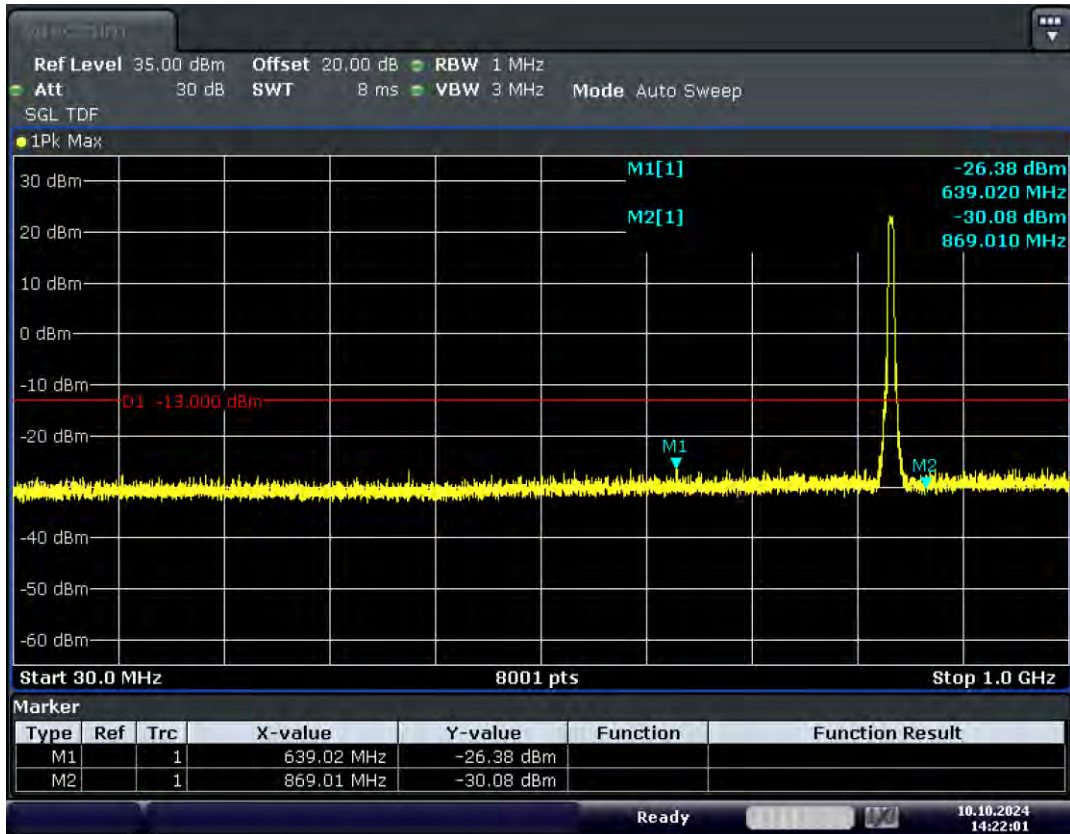 Spectrum
Ref Level 35.00 dBm Offset 20.00 dB RBW 1 MHz
Att 30 dB SWT 8 ms VBW 3 MHz Mode Auto Sweep
SGL TDF
1Pk Max
M1[1] -26.38 dBm
639.020 MHz
M2[1] -30.08 dBm
869.010 MHz
30 dBm
20 dBm
10 dBm
0 dBm
-10 dBm
D1 -13.000 dBm
-20 dBm
M1
M2
-40 dBm
-50 dBm
-60 dBm
Start 30.0 MHz 8001 pts Stop 1.0 GHz
Marker
Type Ref Trc X-value Y-value Function Function Result
M1 1 639.02 MHz -26.38 dBm
M2 1 869.01 MHz -30.08 dBm
Ready 10.10.2024
14:22:01